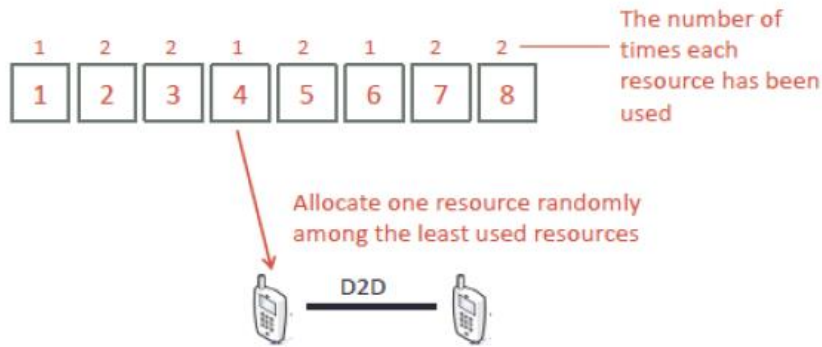 1 2 2 1 2 1 2 2
The number of
times each
resource has been
used
1 2 3 4 5 6 7 8
Allocate one resource randomly
among the least used resources
D2D